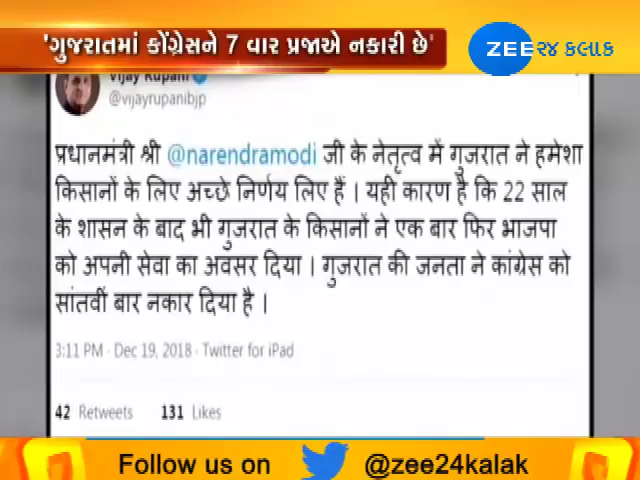 'ગુજરાતમાં કોંગ્રેસને 7 વાર પ્રજાએ નકારી છે'
ZEE ૨૪ કલાક
Vijay Rupani
@vijayrupanibjp
प्रधानमंत्री श्री @narendramodi जी के नेतृत्व में गुजरात ने हमेशा
किसानों के लिए अच्छे निर्णय लिए हैं । यही कारण है कि 22 साल
के शासन के बाद भी गुजरात के किसानों ने एक बार फिर भाजपा
को अपनी सेवा का अवसर दिया । गुजरात की जनता ने कांग्रेस को
सांतवीं बार नकार दिया है ।
3:11 PM · Dec 19, 2018 · Twitter for iPad
42 Retweets 131 Likes
Follow us on @zee24kalak